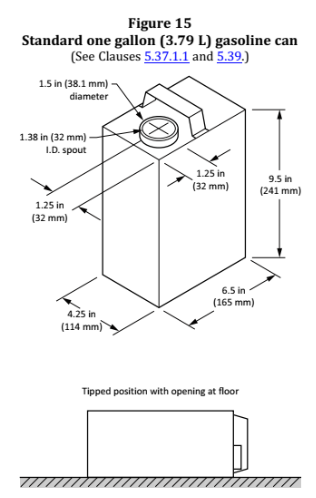 Figure 15
Standard one gallon (3.79 L) gasoline can
(See Clauses 5.37.1.1 and 5.39.)
1.5 in (38.1 mm)
diameter
1.38 in (32 mm)
I.D. spout
1.25 in
(32 mm)
1.25 in
(32 mm)
9.5 in
(241 mm)
6.5 in
(165 mm)
4.25 in
(114 mm)
Tipped position with opening at floor